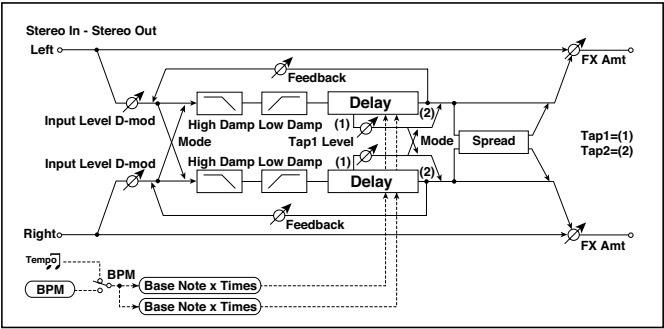 Stereo In - Stereo Out
Left
FX Amt
Feedback
Delay
(2)
Input Level D-mod
High Damp Low Damp
(1)
Tap1 Level
Mode
Mode
Spread
Tap1=(1)
Tap2=(2)
Input Level D-mod
High Damp Low Damp
(1)
(2)
Delay
Feedback
Right
FX Amt
Tempo
BPM
BPM
Base Note x Times
Base Note x Times